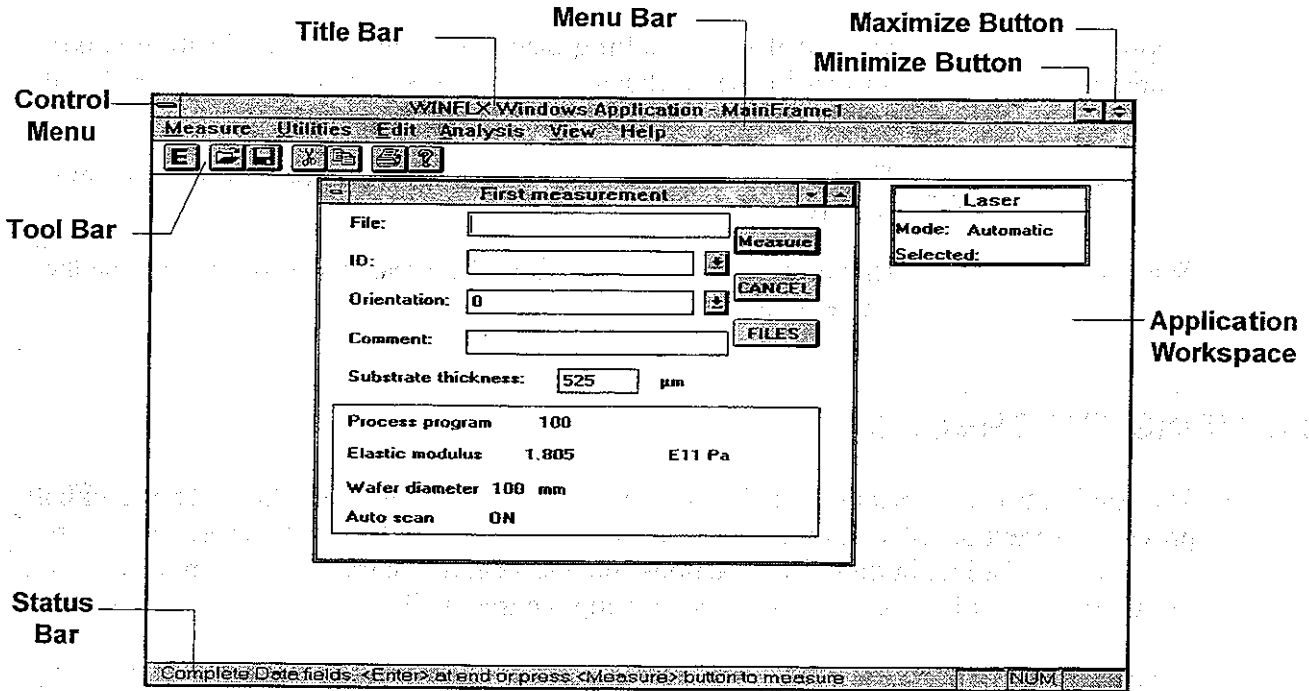 Menu Bar
Maximize Button
Title Bar
Minimize Button
Control
Menu
WINFLX Windows Application - MainFrame1
Measure Utilities Edit Analysis View Help
E
?
Tool Bar
First measurement
File:
Measure
ID:
CANCEL
Orientation: 0
Comment:
FILES
Substrate thickness: 525 µm
Process program 100
Elastic modulus 1.805 E11 Pa
Wafer diameter 100 mm
Auto scan ON
Laser
Mode: Automatic
Selected:
Application
Workspace
Status
Bar
Complete Data fields. <Enter> at end or press <Measure> button to measure
NUM